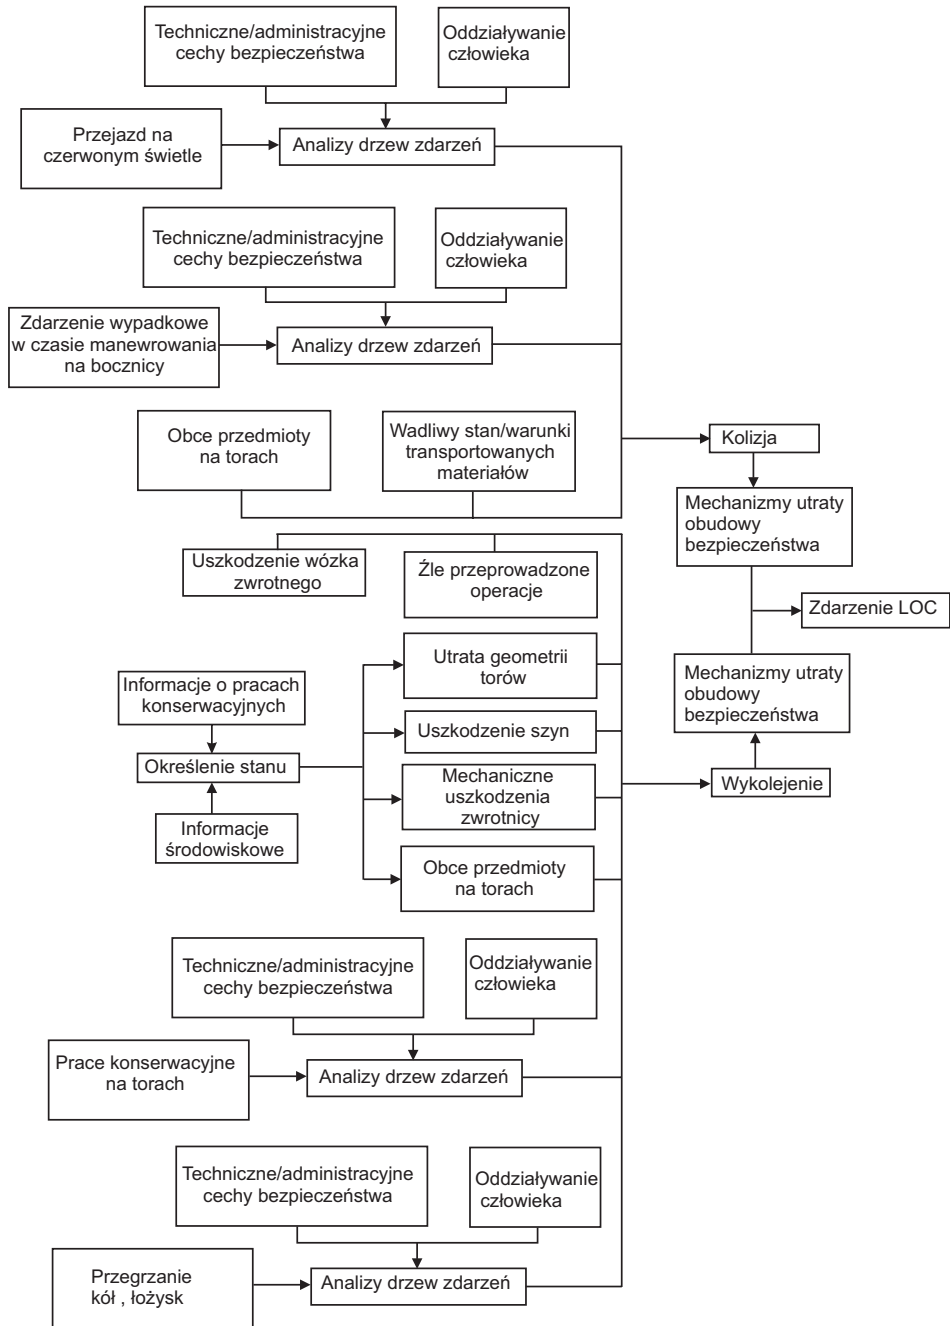 Techniczne/administracyjne
cechy bezpieczeństwa
Oddziaływanie
człowieka
Przejazd na
czerwonym świetle
Analizy drzew zdarzeń
Techniczne/administracyjne
cechy bezpieczeństwa
Oddziaływanie
człowieka
Zdarzenie wypadkowe
w czasie manewrowania
na bocznicy
Analizy drzew zdarzeń
Obce przedmioty
na torach
Wadliwy stan/warunki
transportowanych
materiałów
Kolizja
Mechanizmy utraty
obudowy
bezpieczeństwa
Uszkodzenie wózka
zwrotnego
Źle przeprowadzone
operacje
Zdarzenie LOC
Utrata geometrii
torów
Mechanizmy utraty
obudowy
bezpieczeństwa
Informacje o pracach
konserwacyjnych
Uszkodzenie szyn
Określenie stanu
Mechaniczne
uszkodzenia
zwrotnicy
Wykolejenie
Informacje
środowiskowe
Obce przedmioty
na torach
Techniczne/administracyjne
cechy bezpieczeństwa
Oddziaływanie
człowieka
Prace konserwacyjne
na torach
Analizy drzew zdarzeń
Techniczne/administracyjne
cechy bezpieczeństwa
Oddziaływanie
człowieka
Przegrzanie
kół , łożysk
Analizy drzew zdarzeń